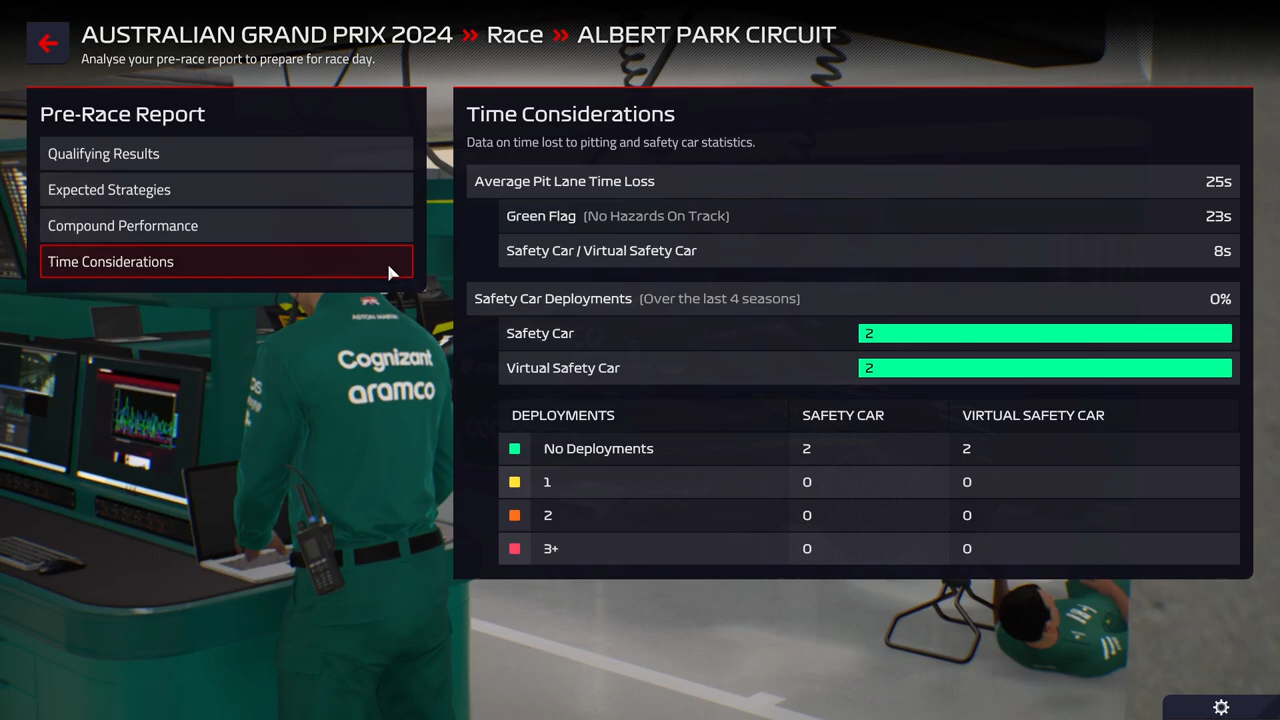 AUSTRALIAN GRAND PRIX 2024 » Race » ALBERT PARK CIRCUIT
Analyse your pre-race report to prepare for race day.
Pre-Race Report
Qualifying Results
Expected Strategies
Compound Performance
Time Considerations
Time Considerations
Data on time lost to pitting and safety car statistics.
Average Pit Lane Time Loss 25s
Green Flag (No Hazards On Track) 23s
Safety Car / Virtual Safety Car 8s
Safety Car Deployments (Over the last 4 seasons) 0%
Safety Car 2
Virtual Safety Car 2
DEPLOYMENTS SAFETY CAR VIRTUAL SAFETY CAR
No Deployments 2 2
1 0 0
2 0 0
3+ 0 0
ASTON MARTIN
Cognizant
aramco